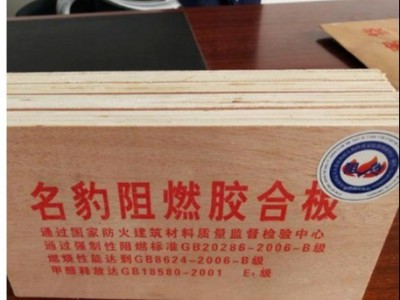 名豹阻燃胶合板
通过国家防火建筑材料质量监督检验中心
通过强制性阻燃标准GB20286-2006-B级
燃烧性能达到GB8624-2006-B级
甲醛释放达GB18580-2001 E₁级